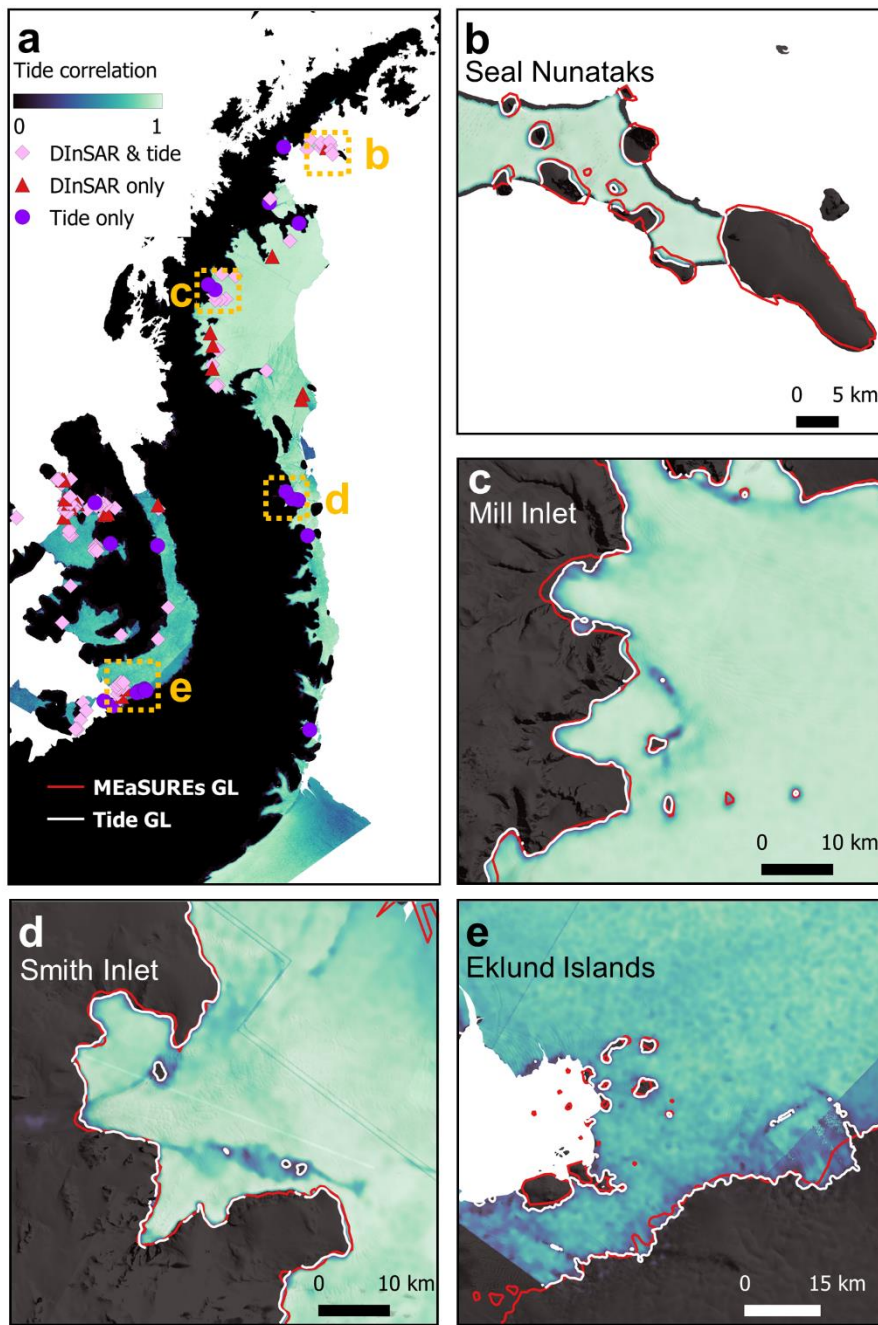 a
Tide correlation
0 1
DInSAR & tide
DInSAR only
Tide only
b
c
d
e
MEaSUREs GL
Tide GL
b
Seal Nunataks
0 5 km
c
Mill Inlet
0 10 km
d
Smith Inlet
0 10 km
e
Eklund Islands
0 15 km